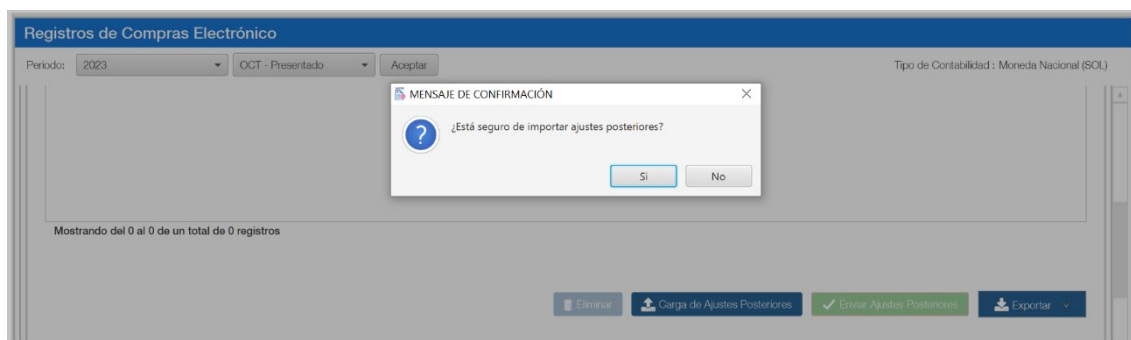 Registros de Compras Electrónico
Periodo: 2023 OCT - Presentado Aceptar Tipo de Contabilidad : Moneda Nacional (SOL)
MENSAJE DE CONFIRMACIÓN
¿Está seguro de importar ajustes posteriores?
Si No
Mostrando del 0 al 0 de un total de 0 registros
Eliminar Carga de Ajustes Posteriores Enviar Ajustes Posteriores Exportar